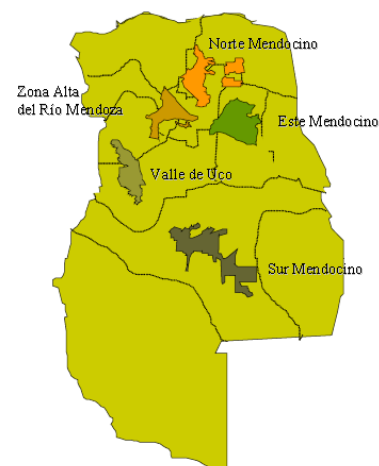 Norte Mendocino
Zona Alta
del Río Mendoza
Este Mendocino
Valle de Uco
Sur Mendocino